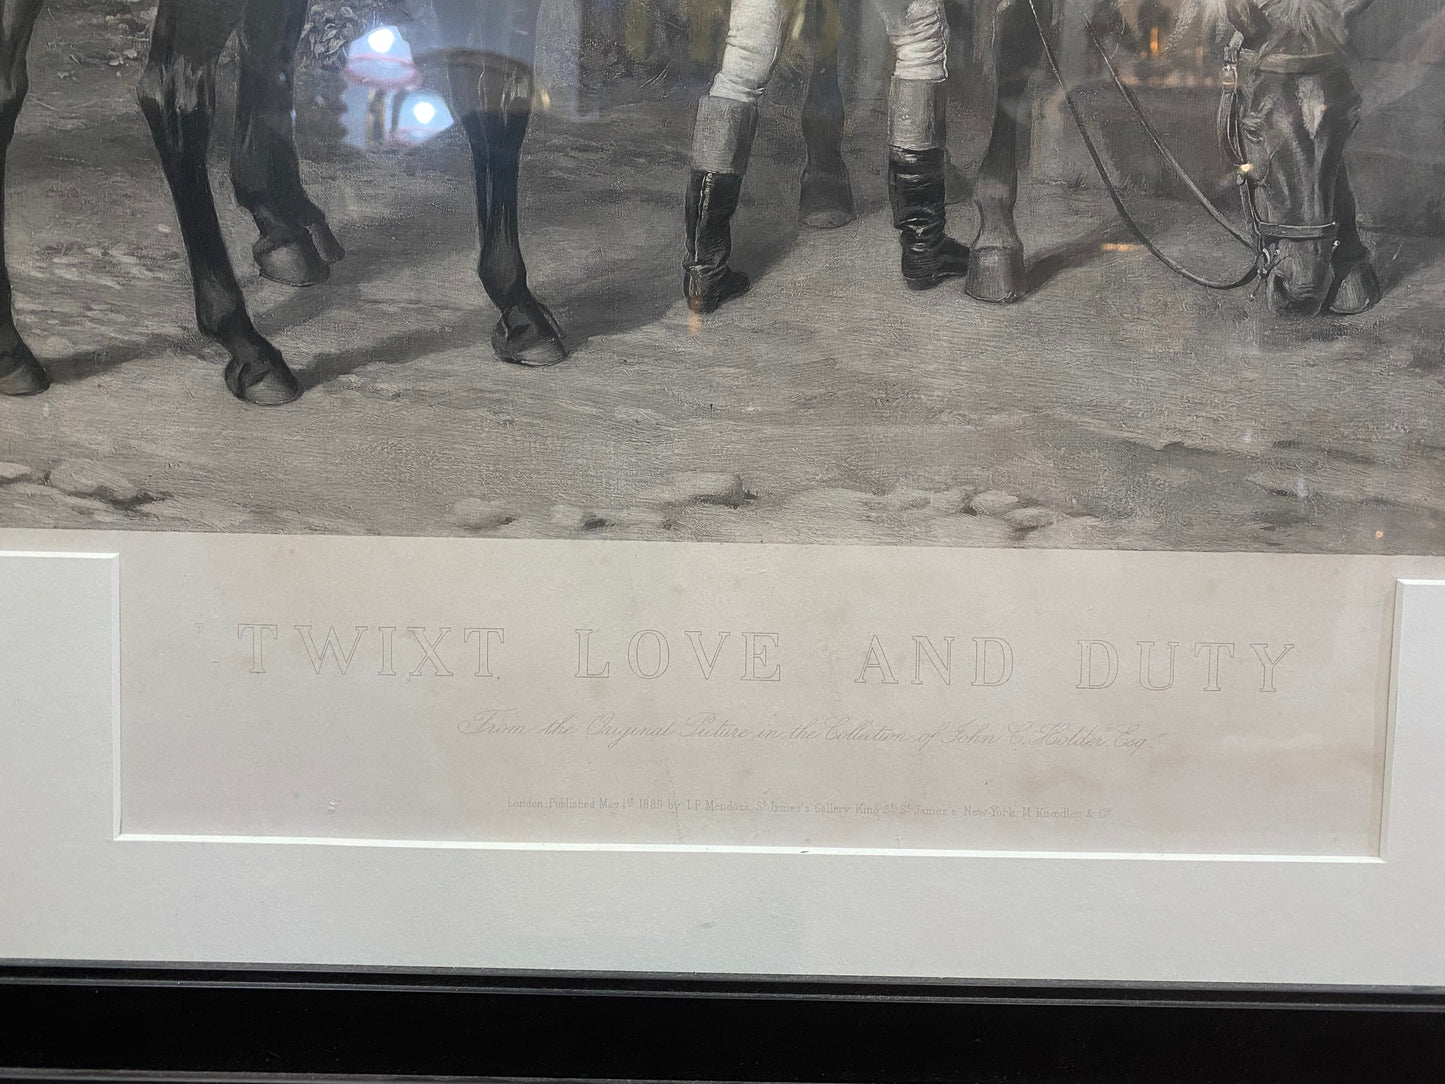 'TWIXT LOVE AND DUTY
From the Original Picture in the Collection of John C. Holder, Esq.
London, Published May 1st 1885 by I. P. Mendoza, St James's Gallery King St St James's, New-York, M. Knœdler & Co